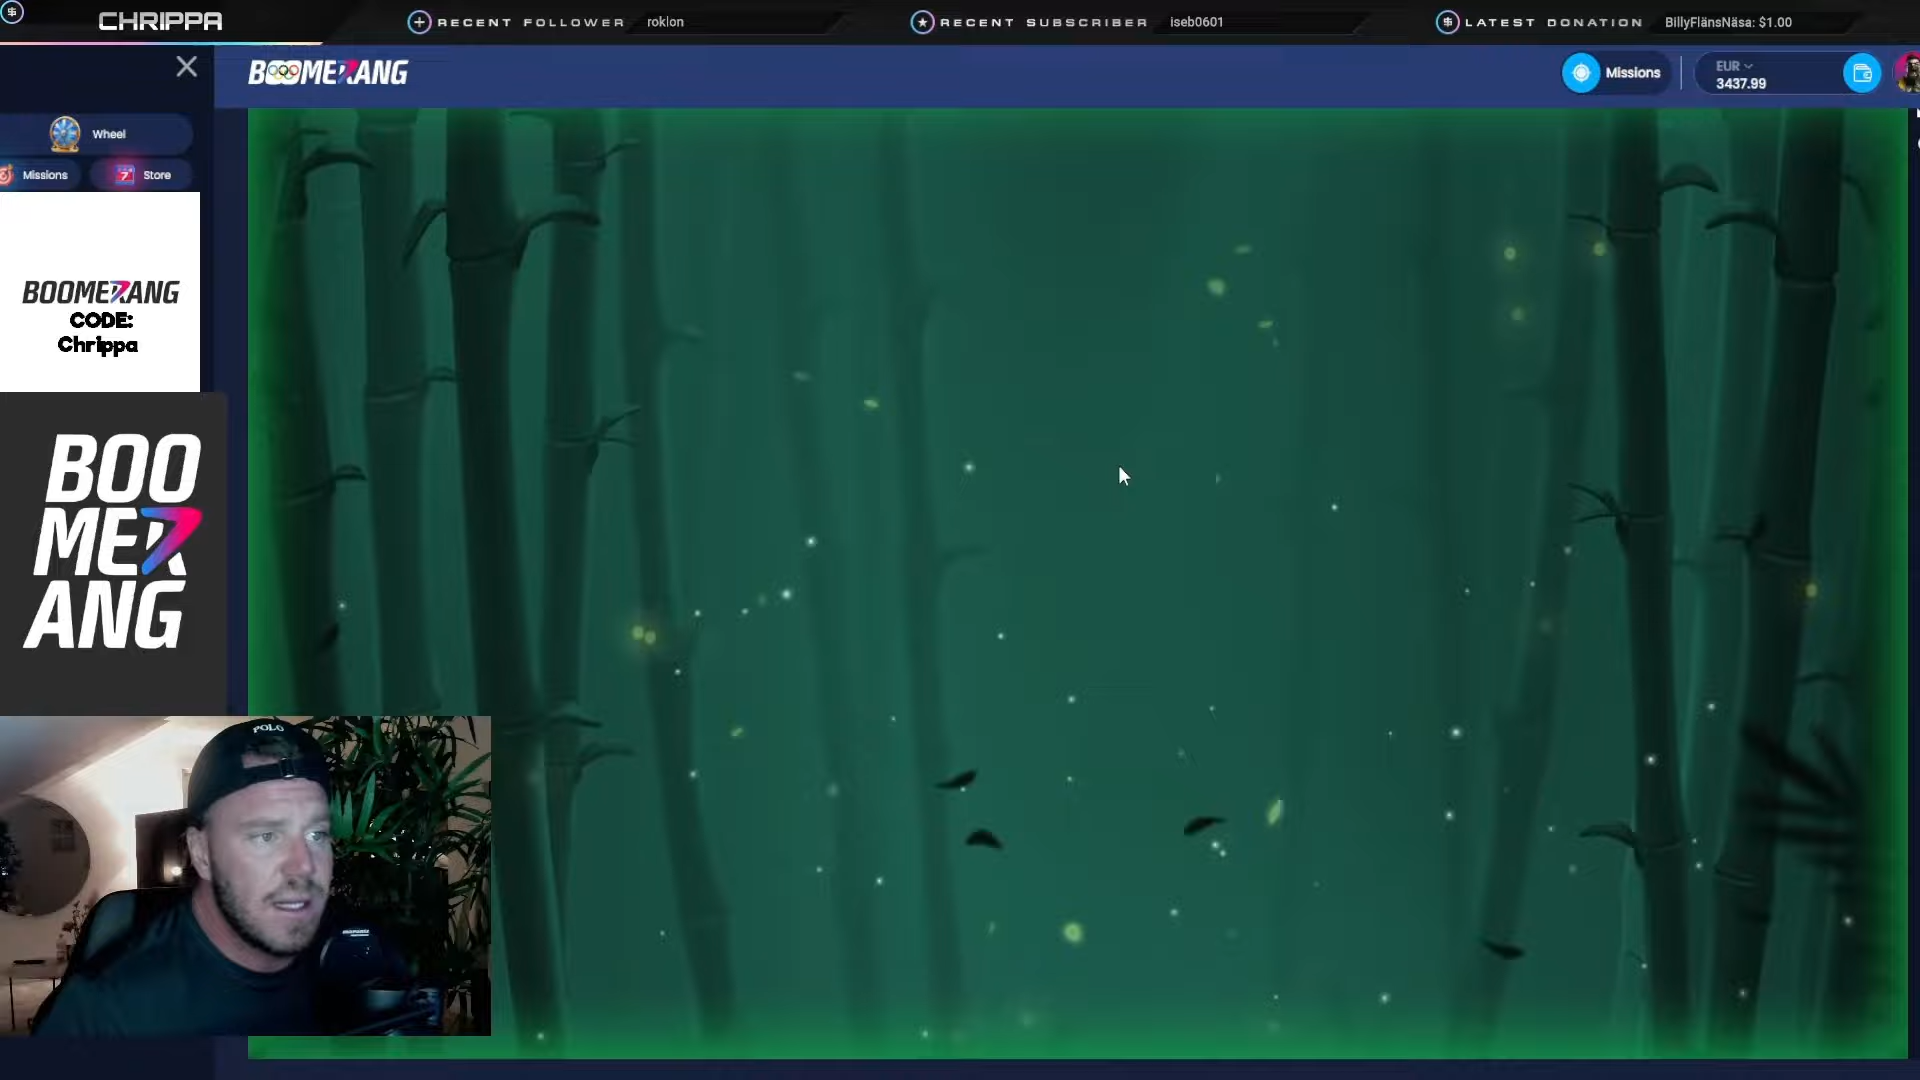 CHRIPPA
RECENT FOLLOWER roklon
RECENT SUBSCRIBER iseb0601
LATEST DONATION BillyFlänsNäsa: $1.00
BOOMERANG
Missions
EUR
3437.99
Wheel
Missions
Store
BOOMERANG
CODE:
Chrippa
BOO
MER
ANG
POLO